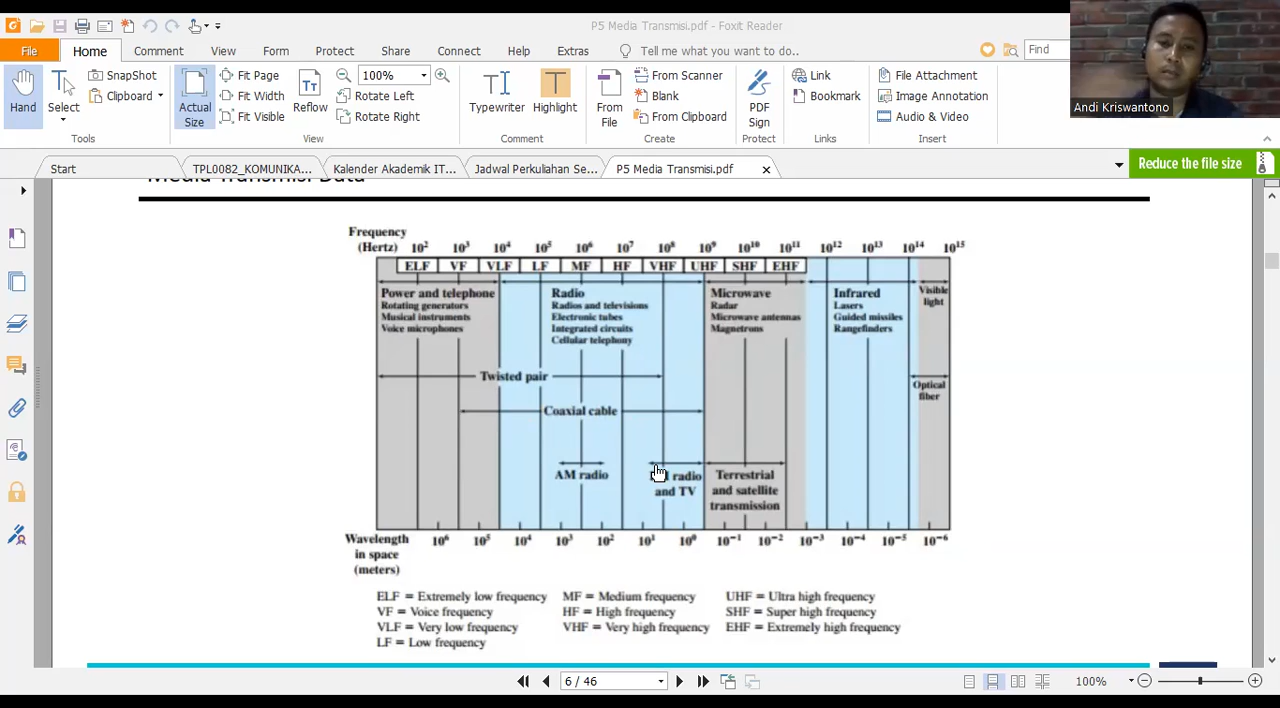 P5 Media Transmisi.pdf - Foxit Reader
File Home Comment View Form Protect Share Connect Help Extras Tell me what you want to do.. Find
Hand
Select
SnapShot
Clipboard
Tools
Actual Size
Fit Page
Fit Width
Fit Visible
Reflow
100%
Rotate Left
Rotate Right
View
Typewriter
Highlight
Comment
From File
From Scanner
Blank
From Clipboard
Create
PDF Sign
Protect
Link
Bookmark
Links
File Attachment
Image Annotation
Audio & Video
Insert
Andi Kriswantono
Start TPL0082_KOMUNIKA... Kalender Akademik IT... Jadwal Perkuliahan Se... P5 Media Transmisi.pdf Reduce the file size
Media Transmisi Data
Frequency
(Hertz) 10² 10³ 10⁴ 10⁵ 10⁶ 10⁷ 10⁸ 10⁹ 10¹⁰ 10¹¹ 10¹² 10¹³ 10¹⁴ 10¹⁵
ELF VF VLF LF MF HF VHF UHF SHF EHF
Power and telephone
Rotating generators
Musical instruments
Voice microphones
Radio
Radios and televisions
Electronic tubes
Integrated circuits
Cellular telephony
Microwave
Radar
Microwave antennas
Magnetrons
Infrared
Lasers
Guided missiles
Rangefinders
Visible
light
Twisted pair
Optical
fiber
Coaxial cable
AM radio
radio
and TV
Terrestrial
and satellite
transmission
Wavelength
in space
(meters)
10⁶ 10⁵ 10⁴ 10³ 10² 10¹ 10⁰ 10⁻¹ 10⁻² 10⁻³ 10⁻⁴ 10⁻⁵ 10⁻⁶
ELF = Extremely low frequency MF = Medium frequency UHF = Ultra high frequency
VF = Voice frequency HF = High frequency SHF = Super high frequency
VLF = Very low frequency VHF = Very high frequency EHF = Extremely high frequency
LF = Low frequency
6 / 46
100%